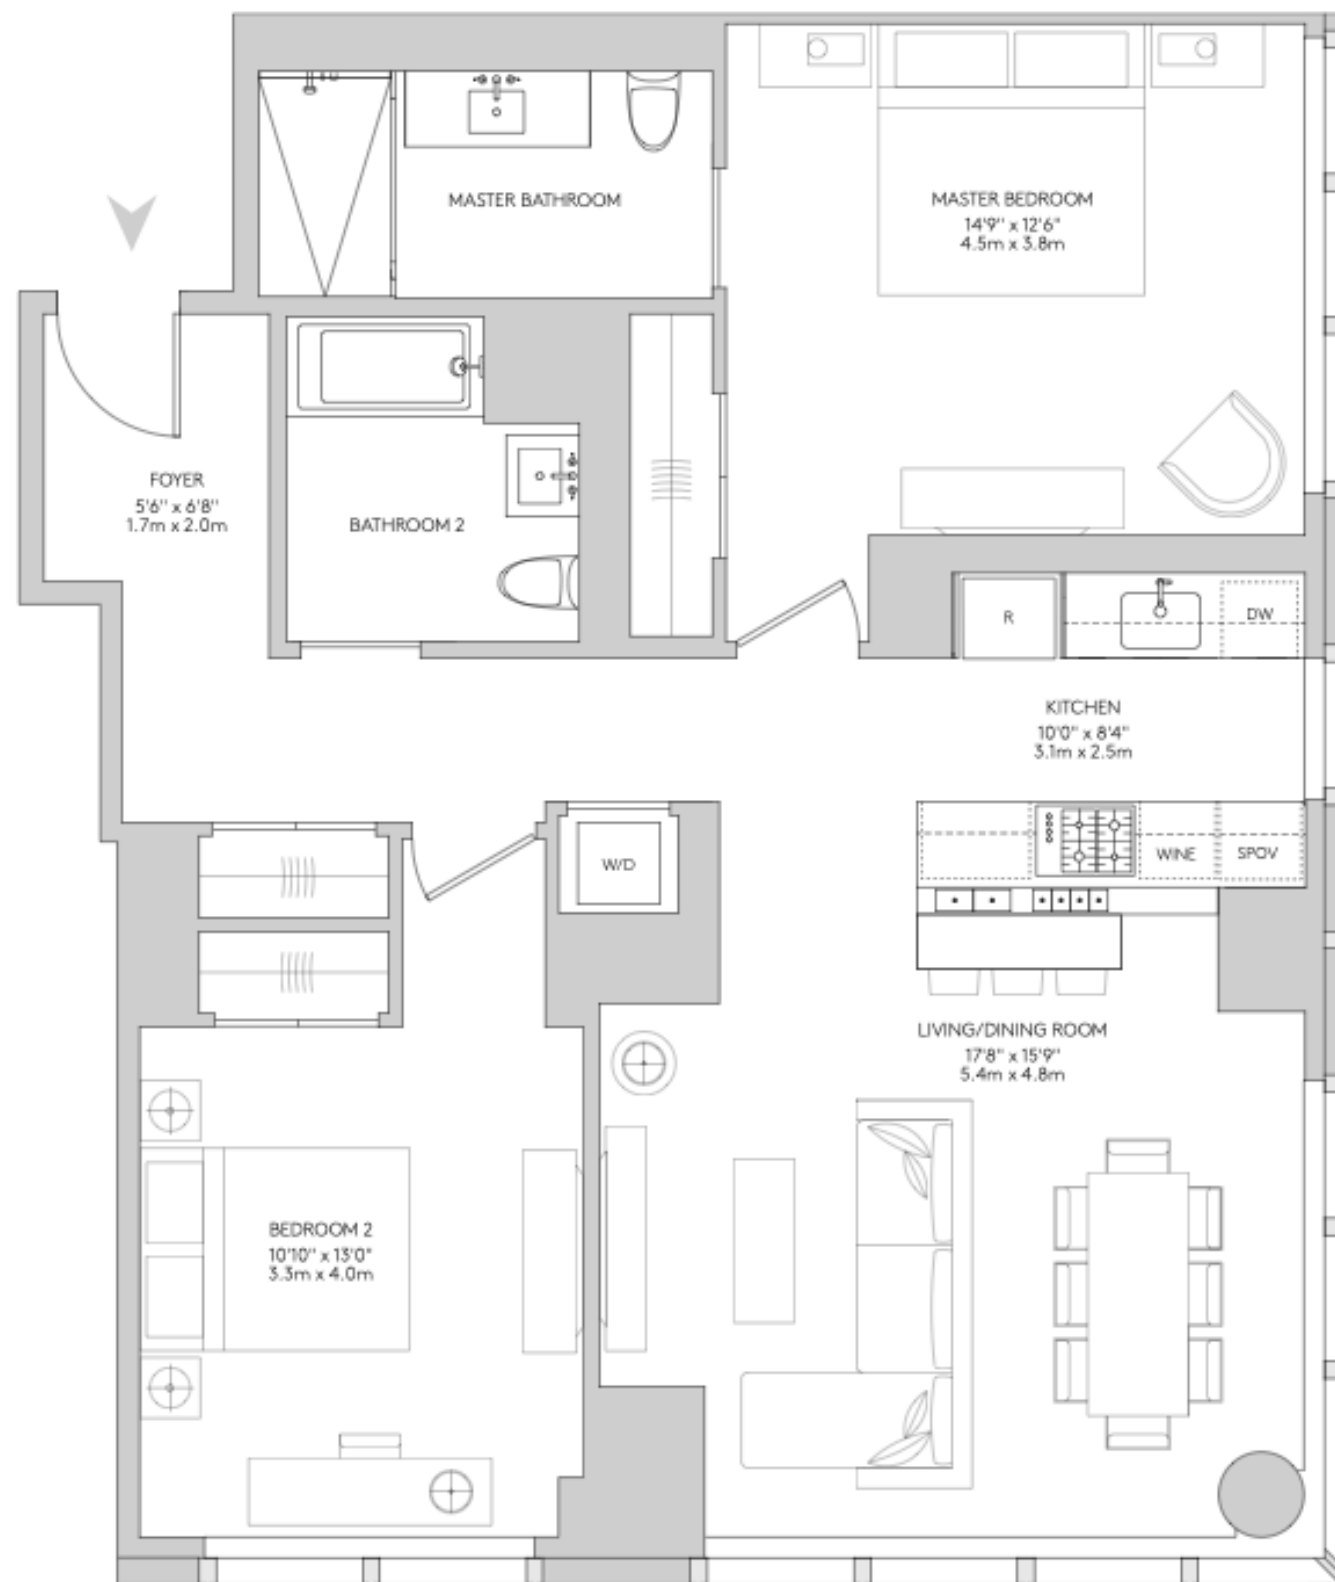 MASTER BATHROOM
MASTER BEDROOM
14'9" x 12'6"
4.5m x 3.8m
FOYER
5'6" x 6'8"
1.7m x 2.0m
BATHROOM 2
R
DW
KITCHEN
10'0" x 8'4"
3.1m x 2.5m
W/D
WINE
SPOV
LIVING/DINING ROOM
17'8" x 15'9"
5.4m x 4.8m
BEDROOM 2
10'10" x 13'0"
3.3m x 4.0m